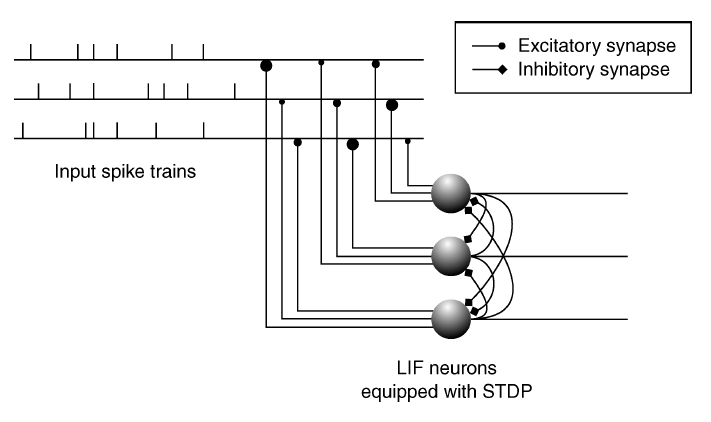 Excitatory synapse
Inhibitory synapse
Input spike trains
LIF neurons
equipped with STDP